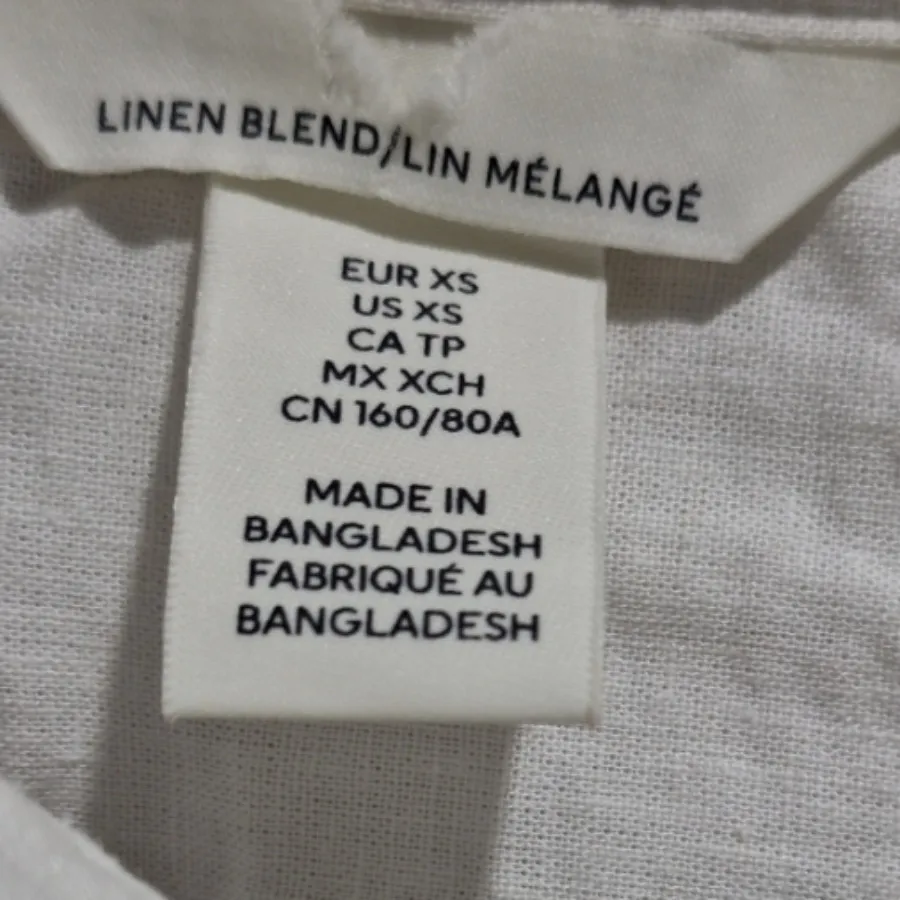 LINEN BLEND/LIN MÉLANGÉ
EUR XS
US XS
CA TP
MX XCH
CN 160/80A
MADE IN
BANGLADESH
FABRIQUÉ AU
BANGLADESH